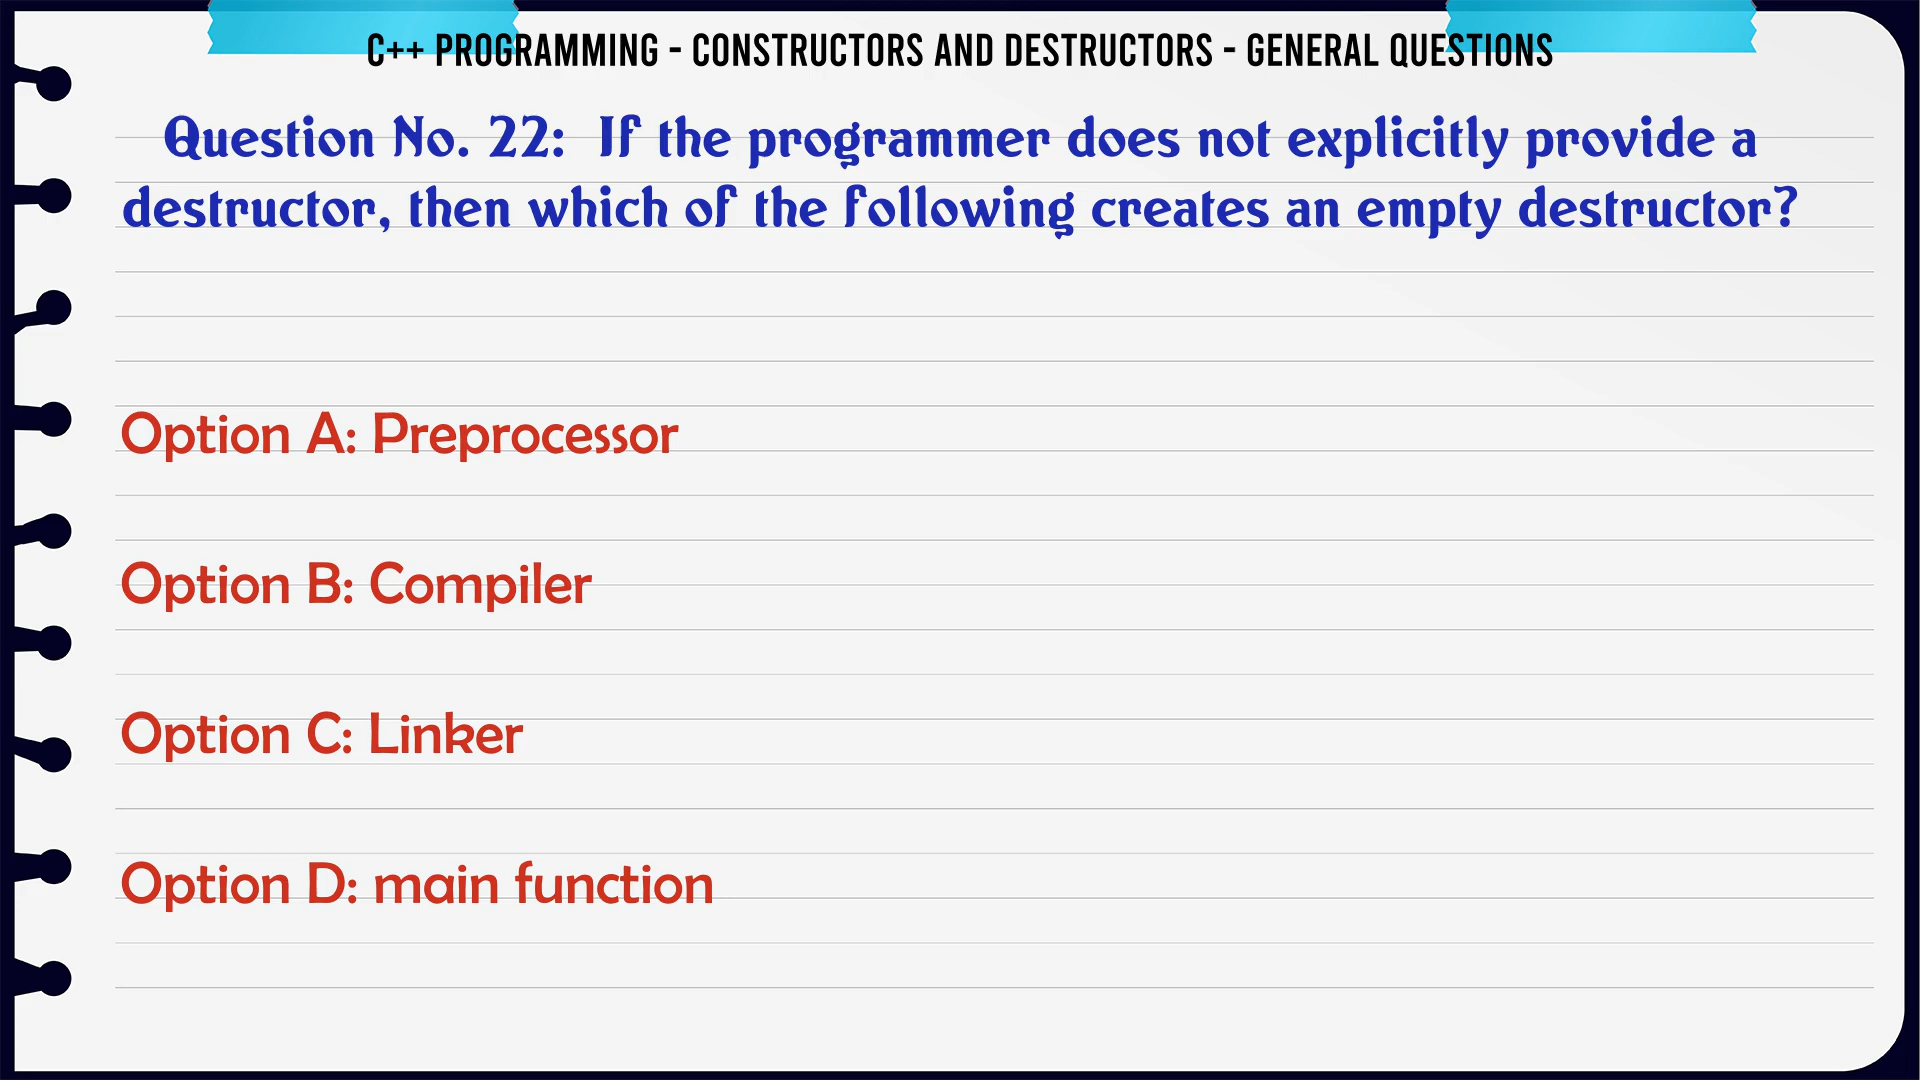 C++ PROGRAMMING - CONSTRUCTORS AND DESTRUCTORS - GENERAL QUESTIONS
Question No. 22: If the programmer does not explicitly provide a
destructor, then which of the following creates an empty destructor?
Option A: Preprocessor
Option B: Compiler
Option C: Linker
Option D: main function